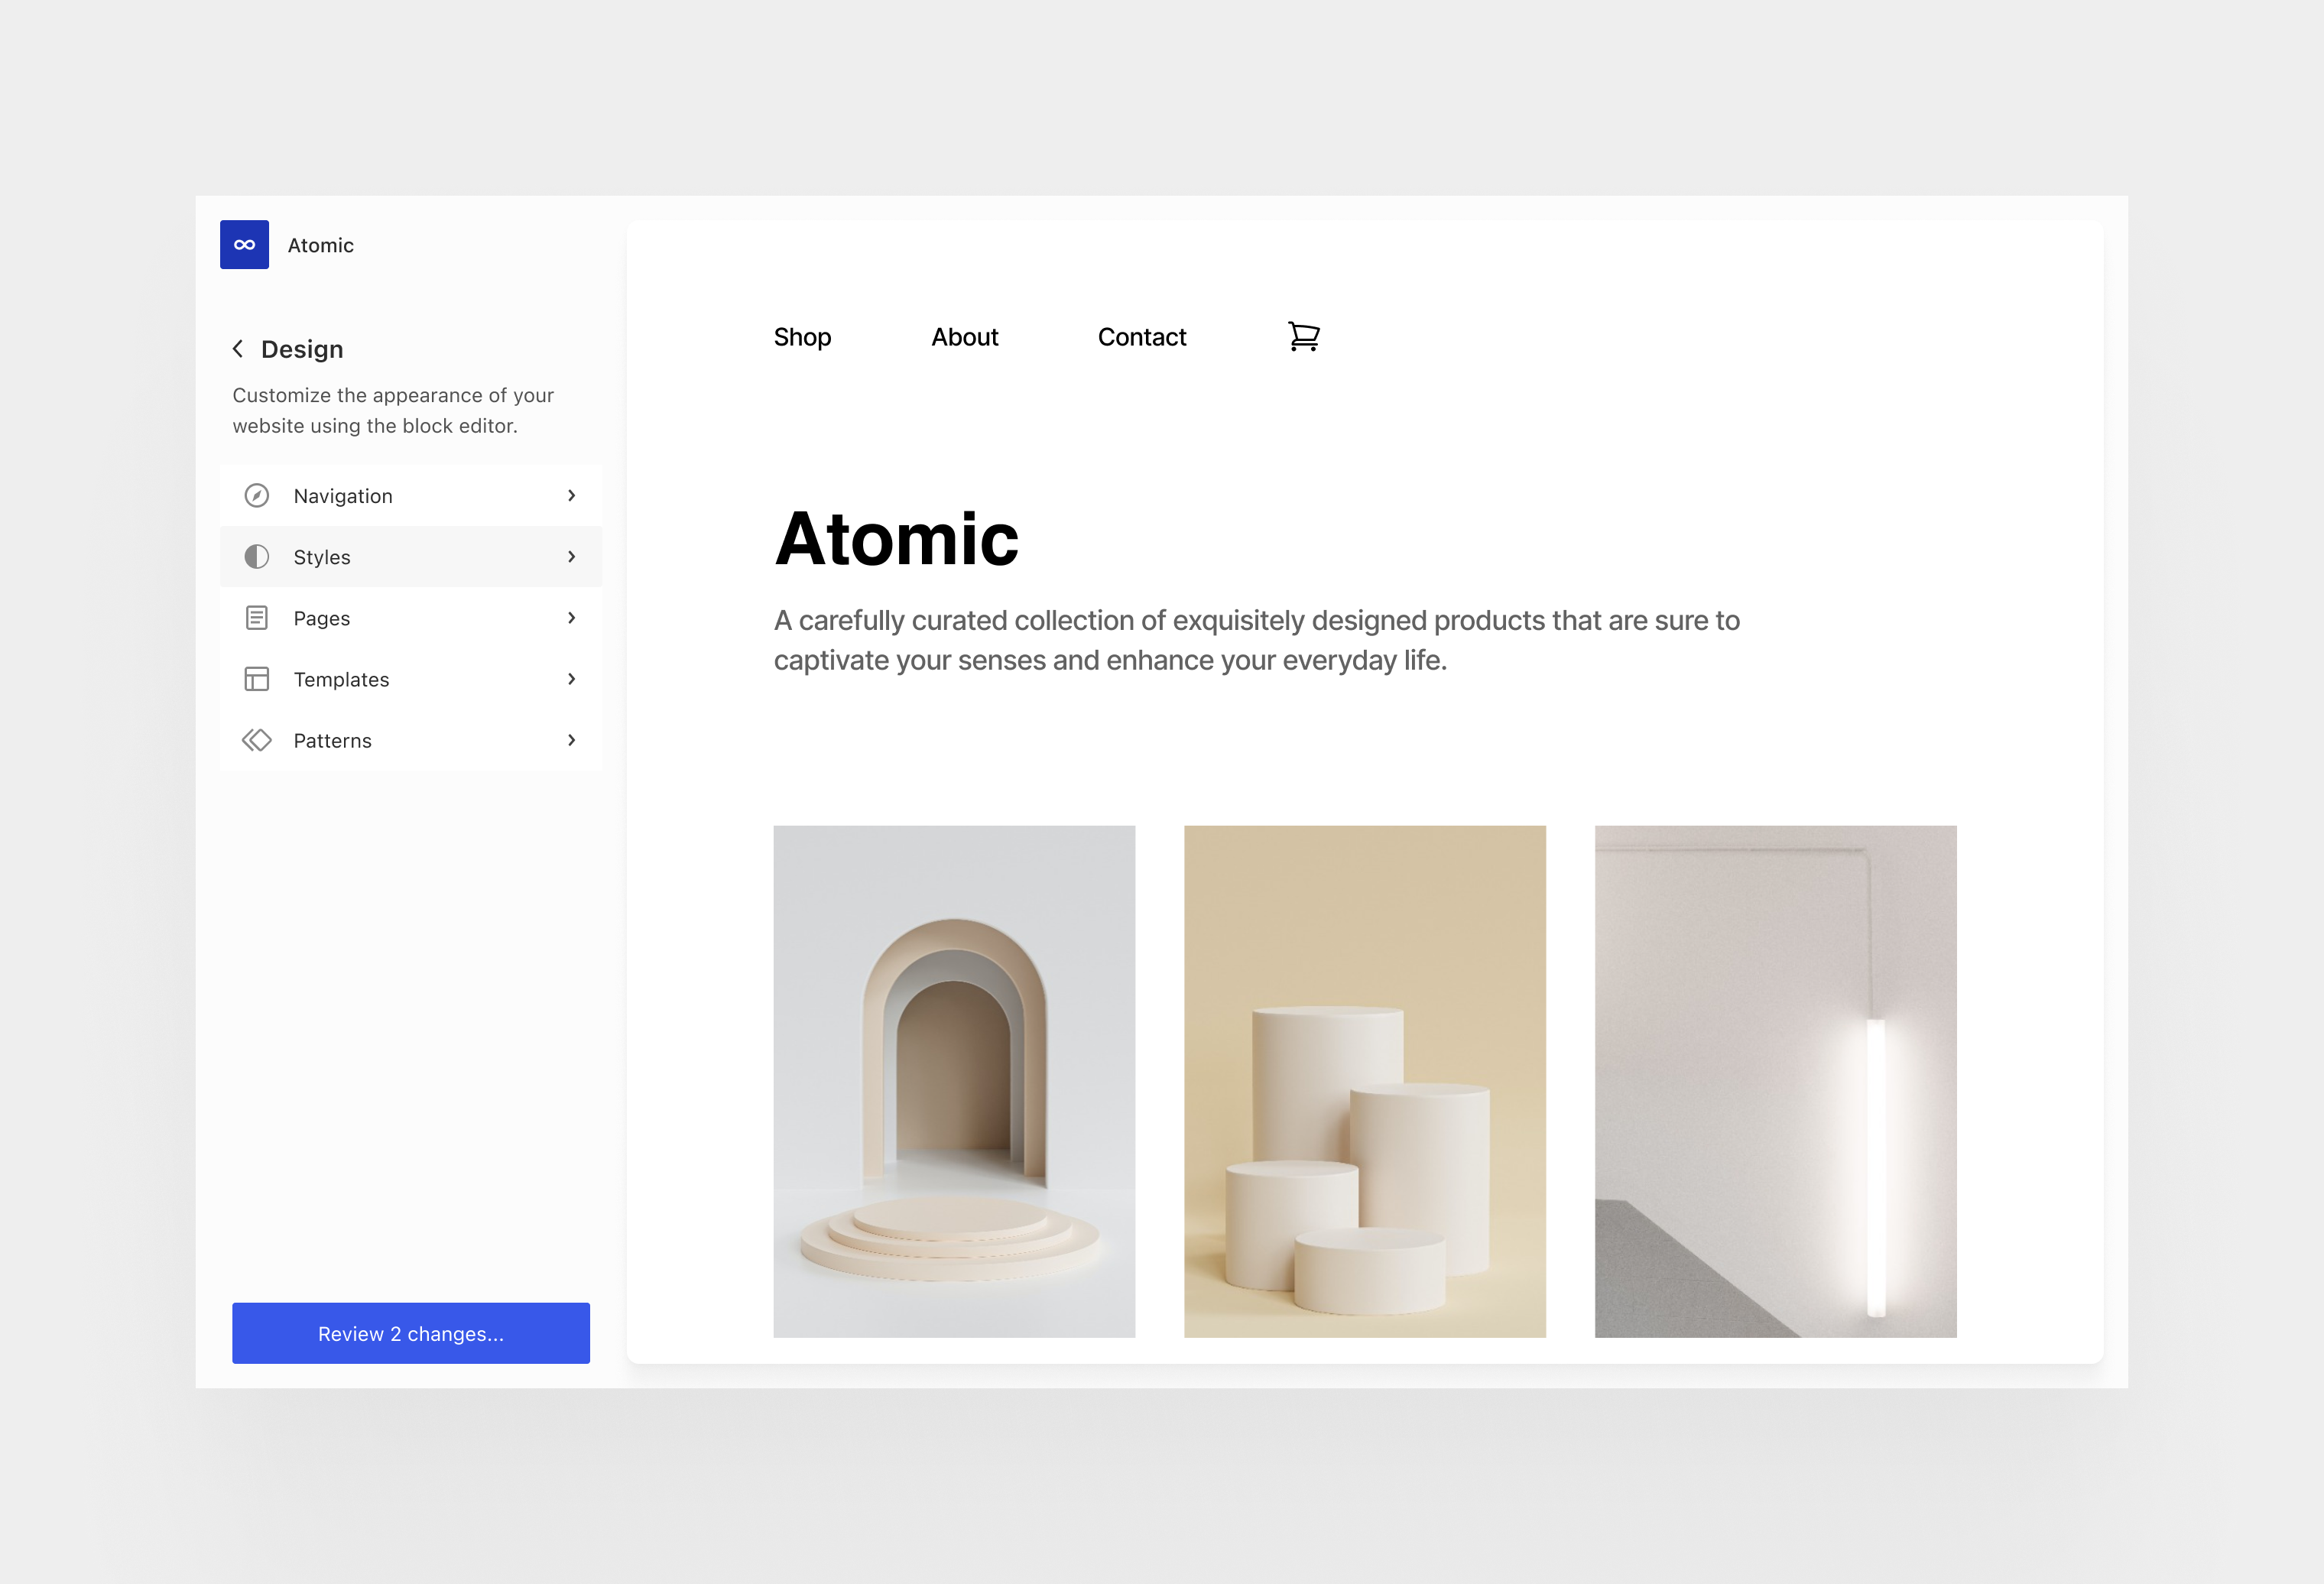 Atomic
Design
Customize the appearance of your
website using the block editor.
Navigation
Styles
Pages
Templates
Patterns
Review 2 changes...
Shop About Contact
Atomic
A carefully curated collection of exquisitely designed products that are sure to
captivate your senses and enhance your everyday life.